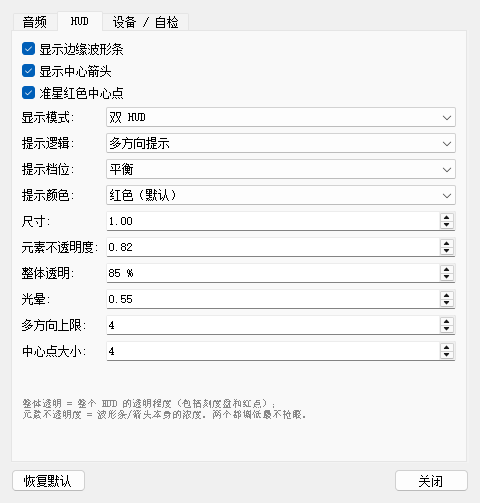 音频 HUD 设备 / 自检
显示边缘波形条
显示中心箭头
准星红色中心点
显示模式: 双 HUD
提示逻辑: 多方向提示
提示档位: 平衡
提示颜色: 红色（默认）
尺寸: 1.00
元素不透明度: 0.82
整体透明: 85 %
光晕: 0.55
多方向上限: 4
中心点大小: 4
整体透明 = 整个 HUD 的透明程度（包括刻度盘和红点）;
元素不透明度 = 波形条/箭头本身的浓度。两个都调低最不抢眼。
恢复默认 关闭